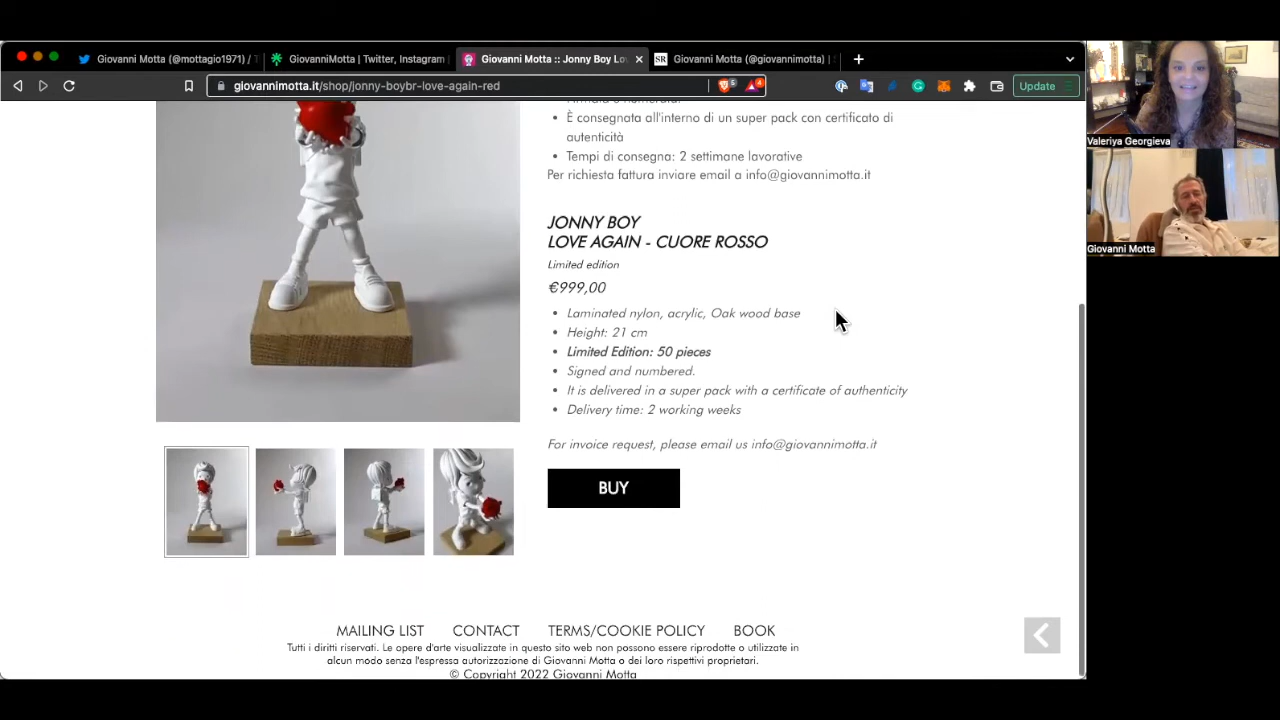 Giovanni Motta (@mottagio1971) / T
GiovanniMotta | Twitter, Instagram
Giovanni Motta :: Jonny Boy Lo
SR
Giovanni Motta (@giovannimotta) |
giovannimotta.it/shop/jonny-boybr-love-again-red
5
4
Update
Valeriya Georgieva
Giovanni Motta
È consegnata all'interno di un super pack con certificato di
autenticità
Tempi di consegna: 2 settimane lavorative
Per richiesta fattura inviare email a info@giovannimotta.it
JONNY BOY
LOVE AGAIN - CUORE ROSSO
Limited edition
€999,00
Laminated nylon, acrylic, Oak wood base
Height: 21 cm
Limited Edition: 50 pieces
Signed and numbered.
It is delivered in a super pack with a certificate of authenticity
Delivery time: 2 working weeks
For invoice request, please email us info@giovannimotta.it
BUY
MAILING LIST CONTACT TERMS/COOKIE POLICY BOOK
Tutti i diritti riservati. Le opere d'arte visualizzate in questo sito web non possono essere riprodotte o utilizzate in
alcun modo senza l'espressa autorizzazione di Giovanni Motta o dei loro rispettivi proprietari.
© Copyright 2022 Giovanni Motta